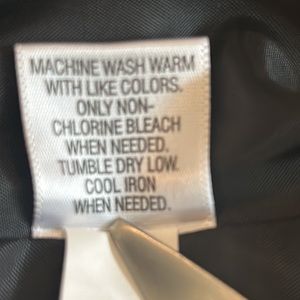 MACHINE WASH WARM
WITH LIKE COLORS.
ONLY NON-
CHLORINE BLEACH
WHEN NEEDED.
TUMBLE DRY LOW.
COOL IRON
WHEN NEEDED.